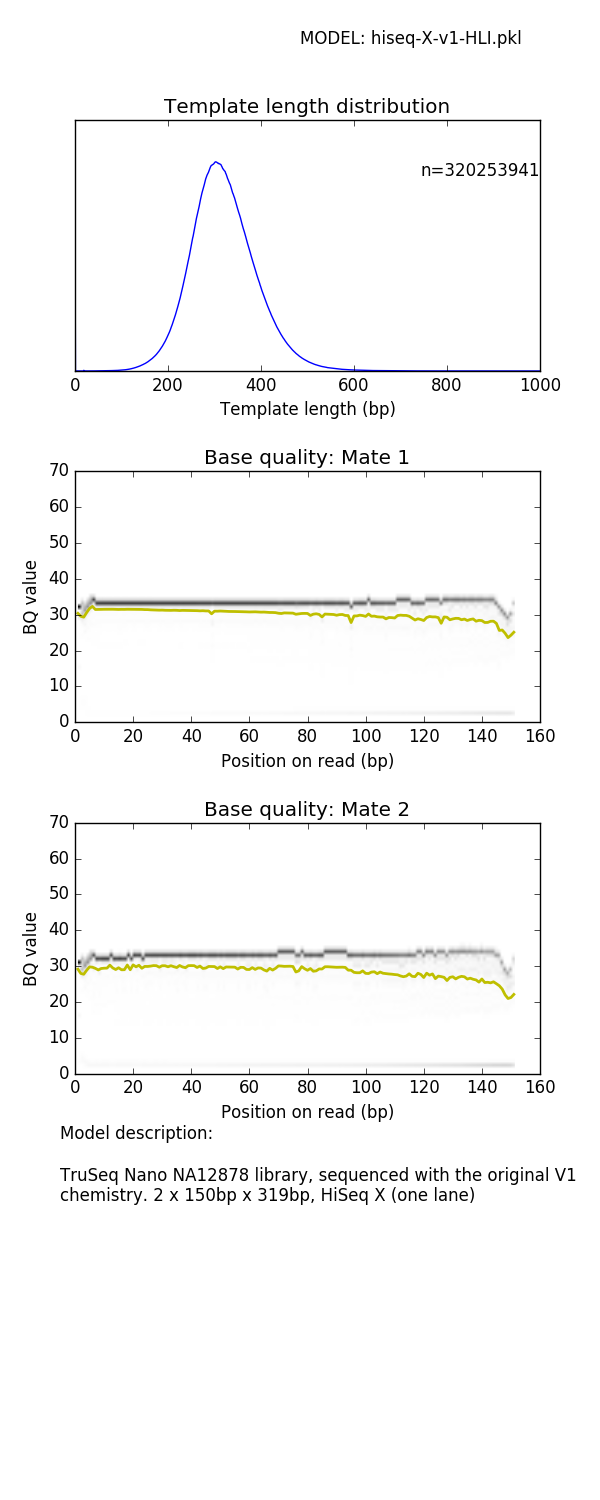 MODEL: hiseq-X-v1-HLI.pkl
Template length distribution
n=320253941
0 200 400 600 800 1000
Template length (bp)
Base quality: Mate 1
70
60
50
40
30
20
10
0
BQ value
0 20 40 60 80 100 120 140 160
Position on read (bp)
Base quality: Mate 2
70
60
50
40
30
20
10
0
BQ value
0 20 40 60 80 100 120 140 160
Position on read (bp)
Model description:
TruSeq Nano NA12878 library, sequenced with the original V1
chemistry. 2 x 150bp x 319bp, HiSeq X (one lane)